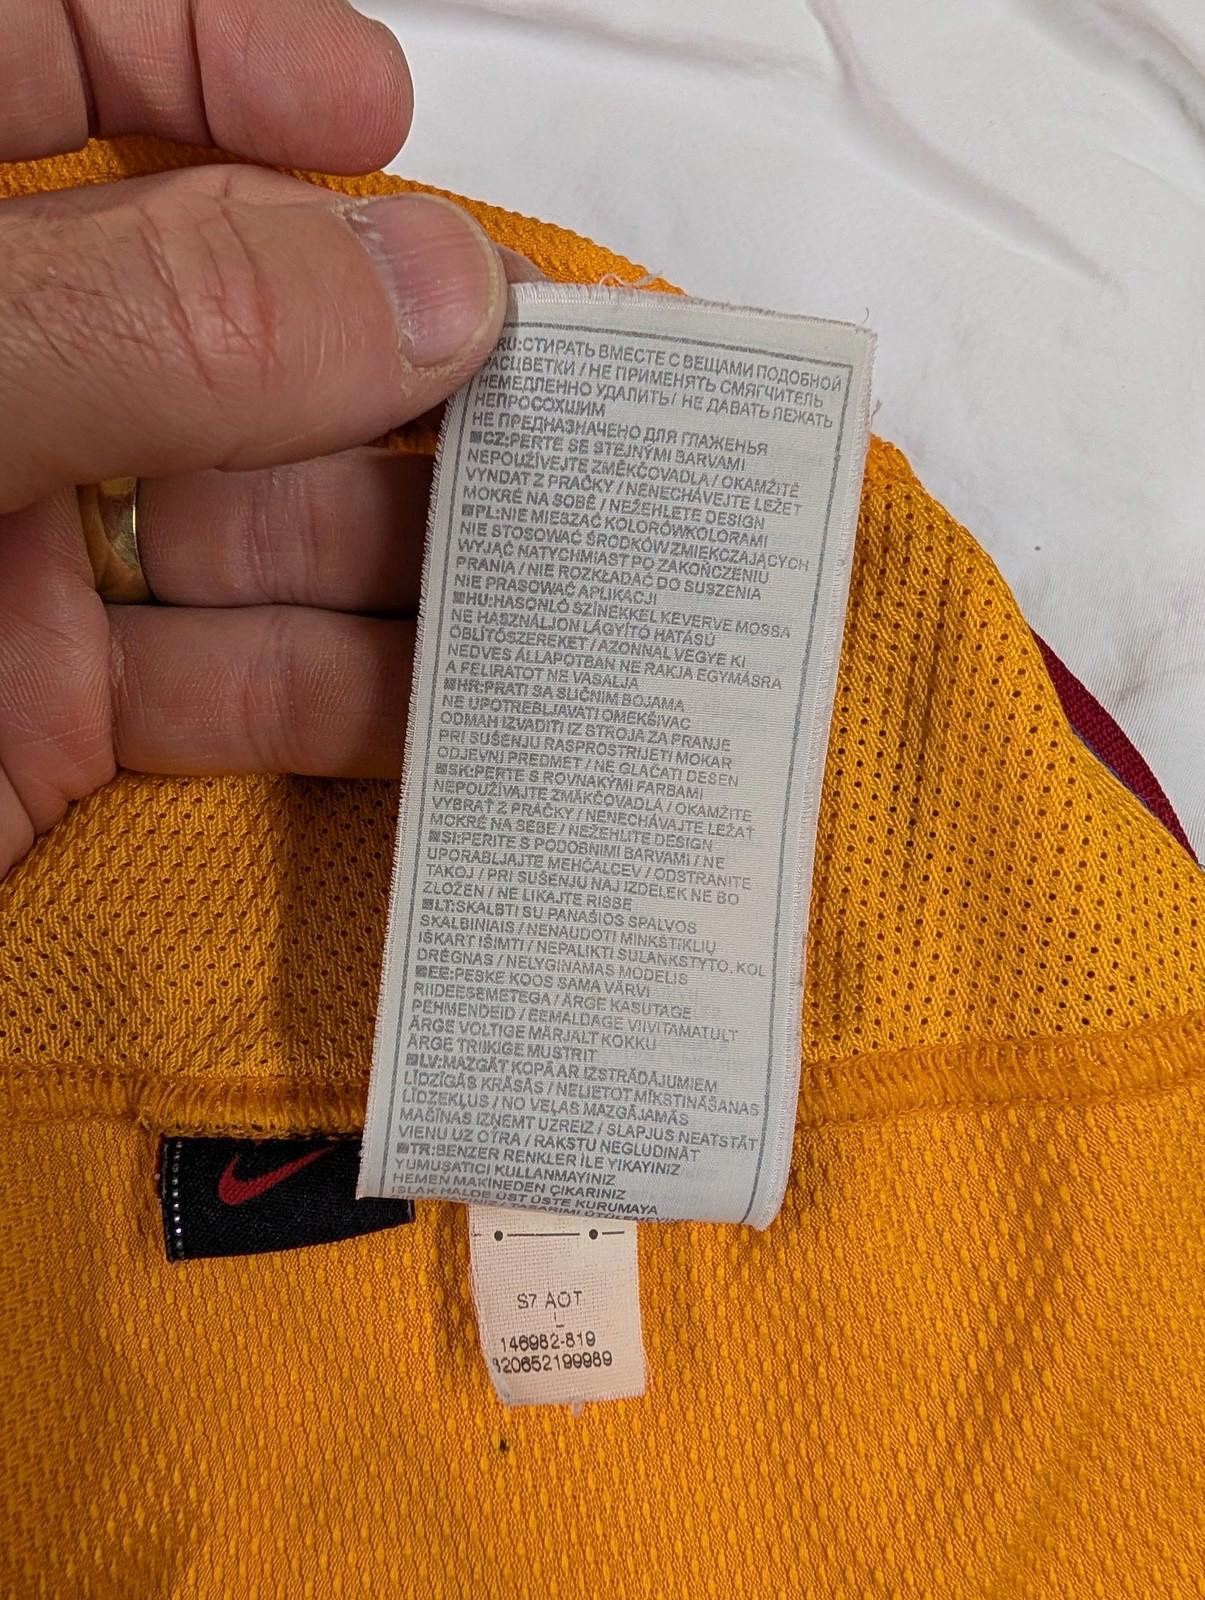 RU:СТИРАТЬ ВМЕСТЕ С ВЕЩАМИ ПОДОБНОЙ
РАСЦВЕТКИ / НЕ ПРИМЕНЯТЬ СМЯГЧИТЕЛЬ
НЕМЕДЛЕННО УДАЛИТЬ / НЕ ДАВАТЬ ЛЕЖАТЬ
НЕПРОСОХШИМ
НЕ ПРЕДНАЗНАЧЕНО ДЛЯ ГЛАЖЕНЬЯ
■CZ:PERTE SE STEJNÝMI BARVAMI
NEPOUŽÍVEJTE ZMĚKČOVADLA / OKAMŽITĚ
VYNDAT Z PRAČKY / NENECHÁVEJTE LEŽET
MOKRÉ NA SOBĚ / NEŽEHLETE DESIGN
■PL:NIE MIESZAĆ KOLORÓWKOLORAMI
NIE STOSOWAĆ ŚRODKÓW ZMIĘKCZAJĄCYCH
WYJĄĆ NATYCHMIAST PO ZAKOŃCZENIU
PRANIA / NIE ROZKŁADAĆ DO SUSZENIA
NIE PRASOWAĆ APLIKACJI
■HU:HASONLÓ SZÍNEKKEL KEVERVE MOSSA
NE HASZNÁLJON LÁGYÍTÓ HATÁSÚ
ÖBLÍTŐSZEREKET / AZONNAL VEGYE KI
NEDVES ÁLLAPOTBAN NE RAKJA EGYMÁSRA
A FELIRATOT NE VASALJA
■HR:PRATI SA SLIČNIM BOJAMA
NE UPOTREBLJAVATI OMEKŠIVAC
ODMAH IZVADITI IZ STROJA ZA PRANJE
PRI SUŠENJU RASPROSTRIJETI MOKAR
ODJEVNI PREDMET / NE GLAČATI DESEN
■SK:PERTE S ROVNAKÝMI FARBAMI
NEPOUŽÍVAJTE ZMÄKČOVADLA / OKAMŽITE
VYBRAŤ Z PRÁČKY / NENECHÁVAJTE LEŽAŤ
MOKRÉ NA SEBE / NEŽEHLITE DESIGN
■SI:PERITE S PODOBNIMI BARVAMI / NE
UPORABLJAJTE MEHČALCEV / ODSTRANITE
TAKOJ / PRI SUŠENJU NAJ IZDELEK NE BO
ZLOŽEN / NE LIKAJTE RISBE
■LT:SKALBTI SU PANAŠIOS SPALVOS
SKALBINIAIS / NENAUDOTI MINKŠTIKLIŲ
IŠKART IŠIMTI / NEPALIKTI SULANKSTYTO, KOL
DRĖGNAS / NELYGINAMAS MODELIS
■EE:PESKE KOOS SAMA VÄRVI
RIIDEESEMETEGA / ÄRGE KASUTAGE
PEHMENDEID / EEMALDAGE VIIVITAMATULT
ÄRGE VOLTIGE MÄRJALT KOKKU
ÄRGE TRIIKIGE MUSTRIT
■LV:MAZGĀT KOPĀ AR IZSTRĀDĀJUMIEM
LĪDZĪGĀS KRĀSĀS / NELIETOT MĪKSTINĀŠANAS
LĪDZEKĻUS / NO VEĻAS MAZGĀJAMĀS
MAŠĪNAS IZŅEMT UZREIZ / SLAPJUS NEATSTĀT
VIENU UZ OTRA / RAKSTU NEGLUDINĀT
■TR:BENZER RENKLER İLE YIKAYINIZ
YUMUŞATICI KULLANMAYINIZ
HEMEN MAKİNEDEN ÇIKARINIZ
ISLAK HALDE ÜST ÜSTE KURUMAYA
S7 AOT
L
146982-819
320652199989